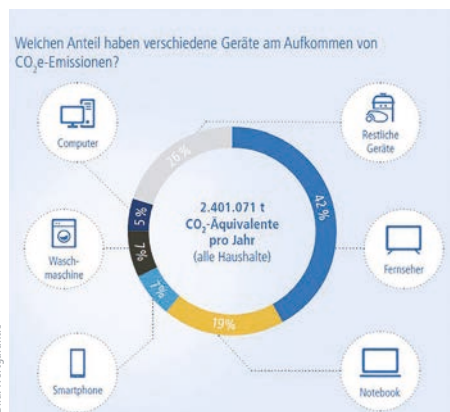 Welchen Anteil haben verschiedene Geräte am Aufkommen von
CO₂e-Emissionen?
Computer
Restliche
Geräte
26%
42%
5%
7%
7%
19%
2.401.071 t
CO₂-Äquivalente
pro Jahr
(alle Haushalte)
Wasch-
maschine
Fernseher
Smartphone
Notebook